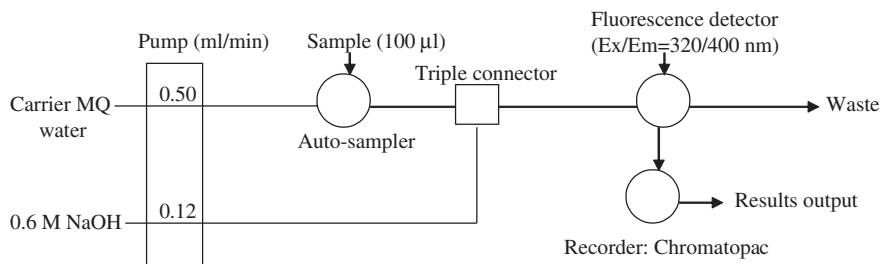 Fluorescence detector
(Ex/Em=320/400 nm)
Pump (ml/min)
Sample (100 µl)
Triple connector
Carrier MQ
water
0.50
Waste
Auto-sampler
0.6 M NaOH
0.12
Results output
Recorder: Chromatopac